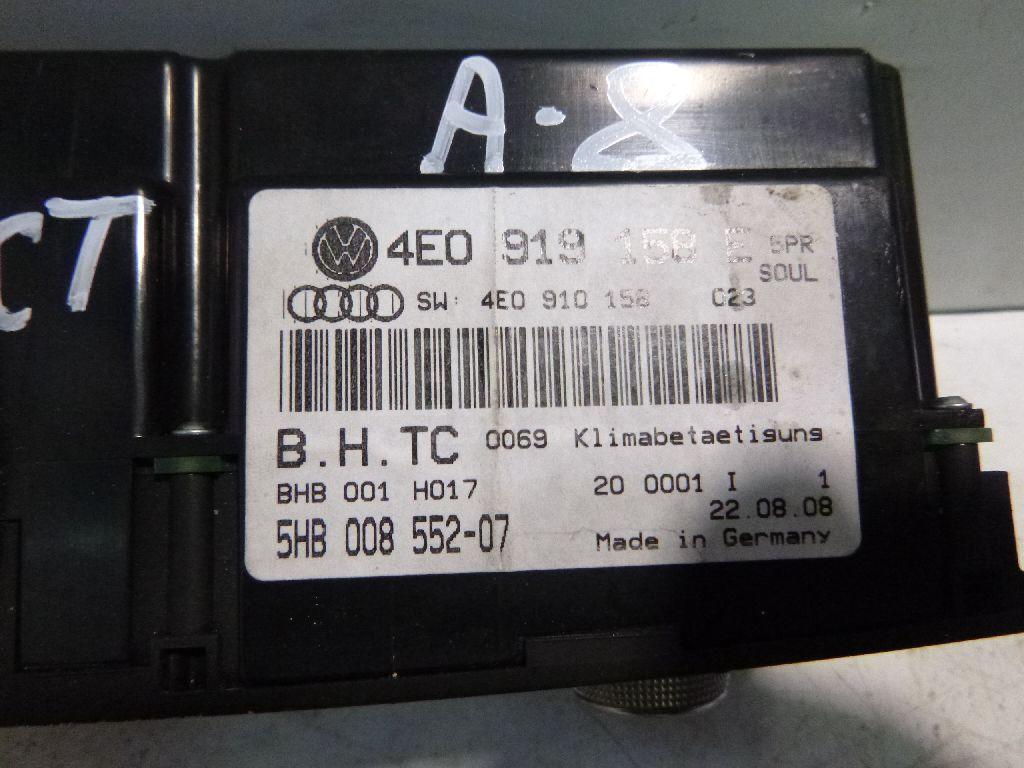 A-8
CT
4E0 919 158 E 5PR
SOUL
SW: 4E0 910 158 023
B.H.TC 0069 Klimabetaetisuns
BHB 001 H017 20 0001 I 1
22.08.08
5HB 008 552-07 Made in Germany